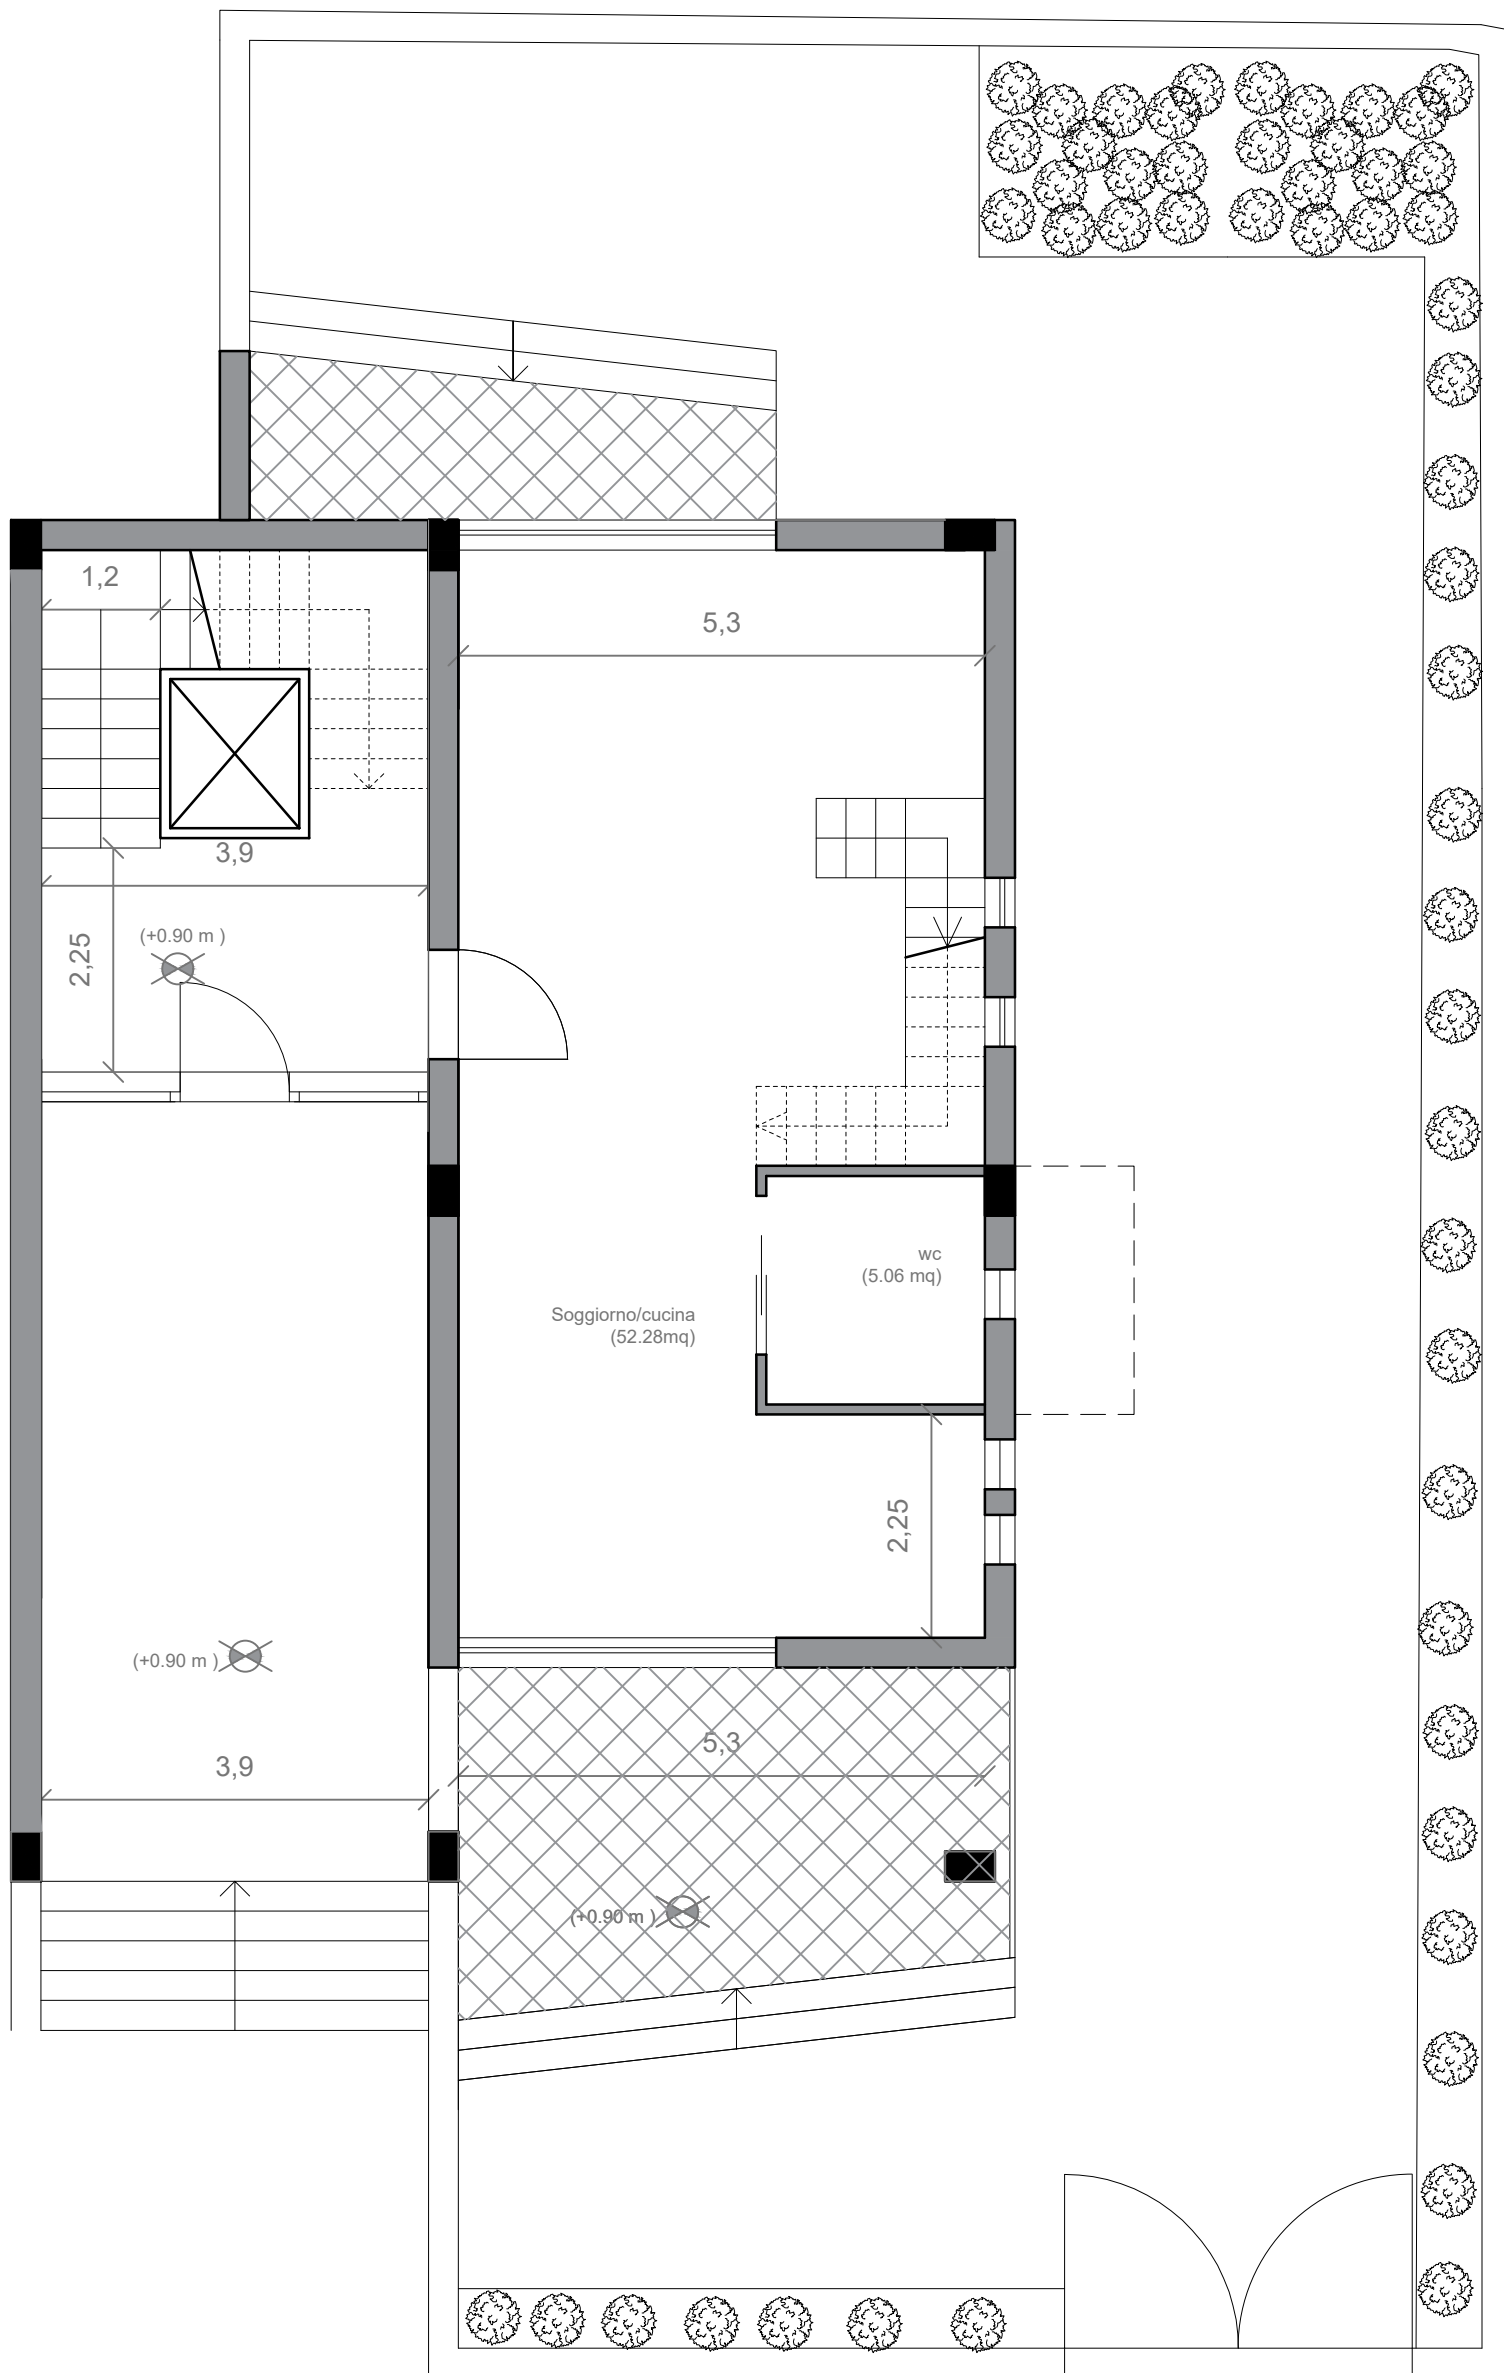 1,2
5,3
3,9
(+0.90 m )
2,25
wc
(5.06 mq)
Soggiorno/cucina
(52.28mq)
2,25
(+0.90 m )
5,3
3,9
(+0.90 m )